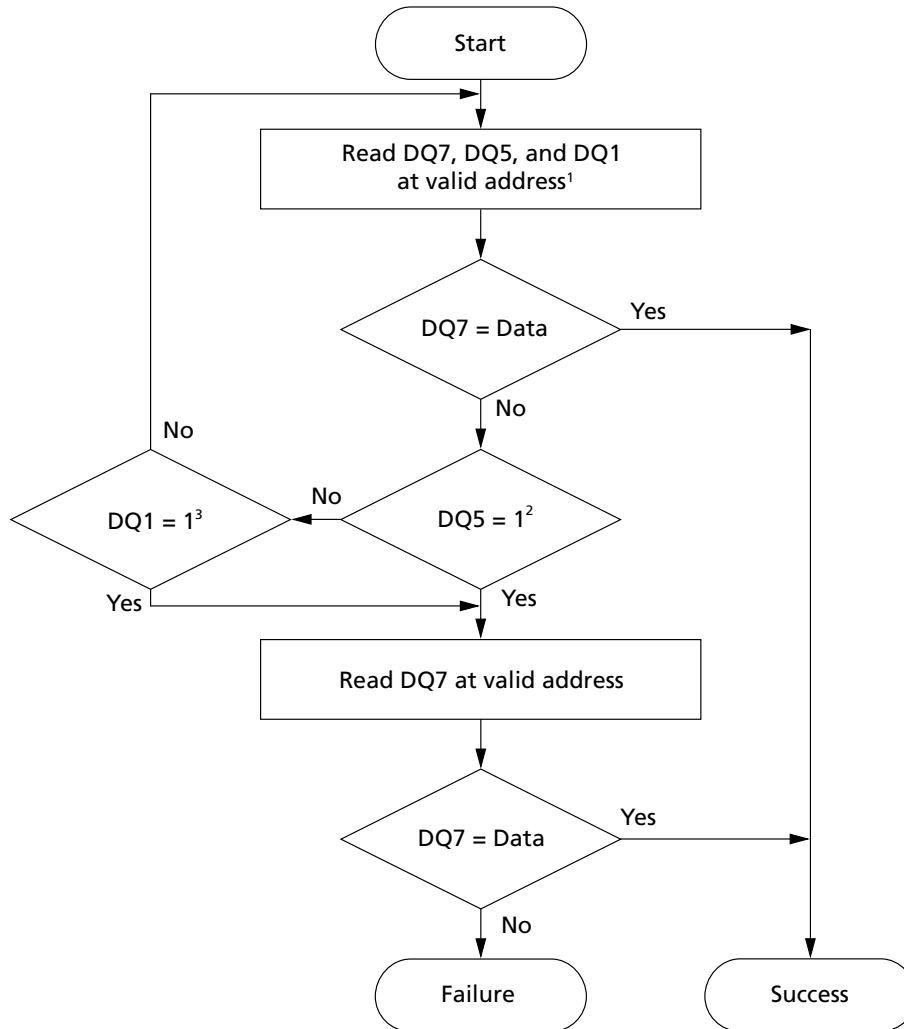 Start
Read DQ7, DQ5, and DQ1
at valid address¹
DQ7 = Data
Yes
No
No
DQ1 = 1³
No
DQ5 = 1²
Yes
Yes
Read DQ7 at valid address
DQ7 = Data
Yes
No
Failure
Success